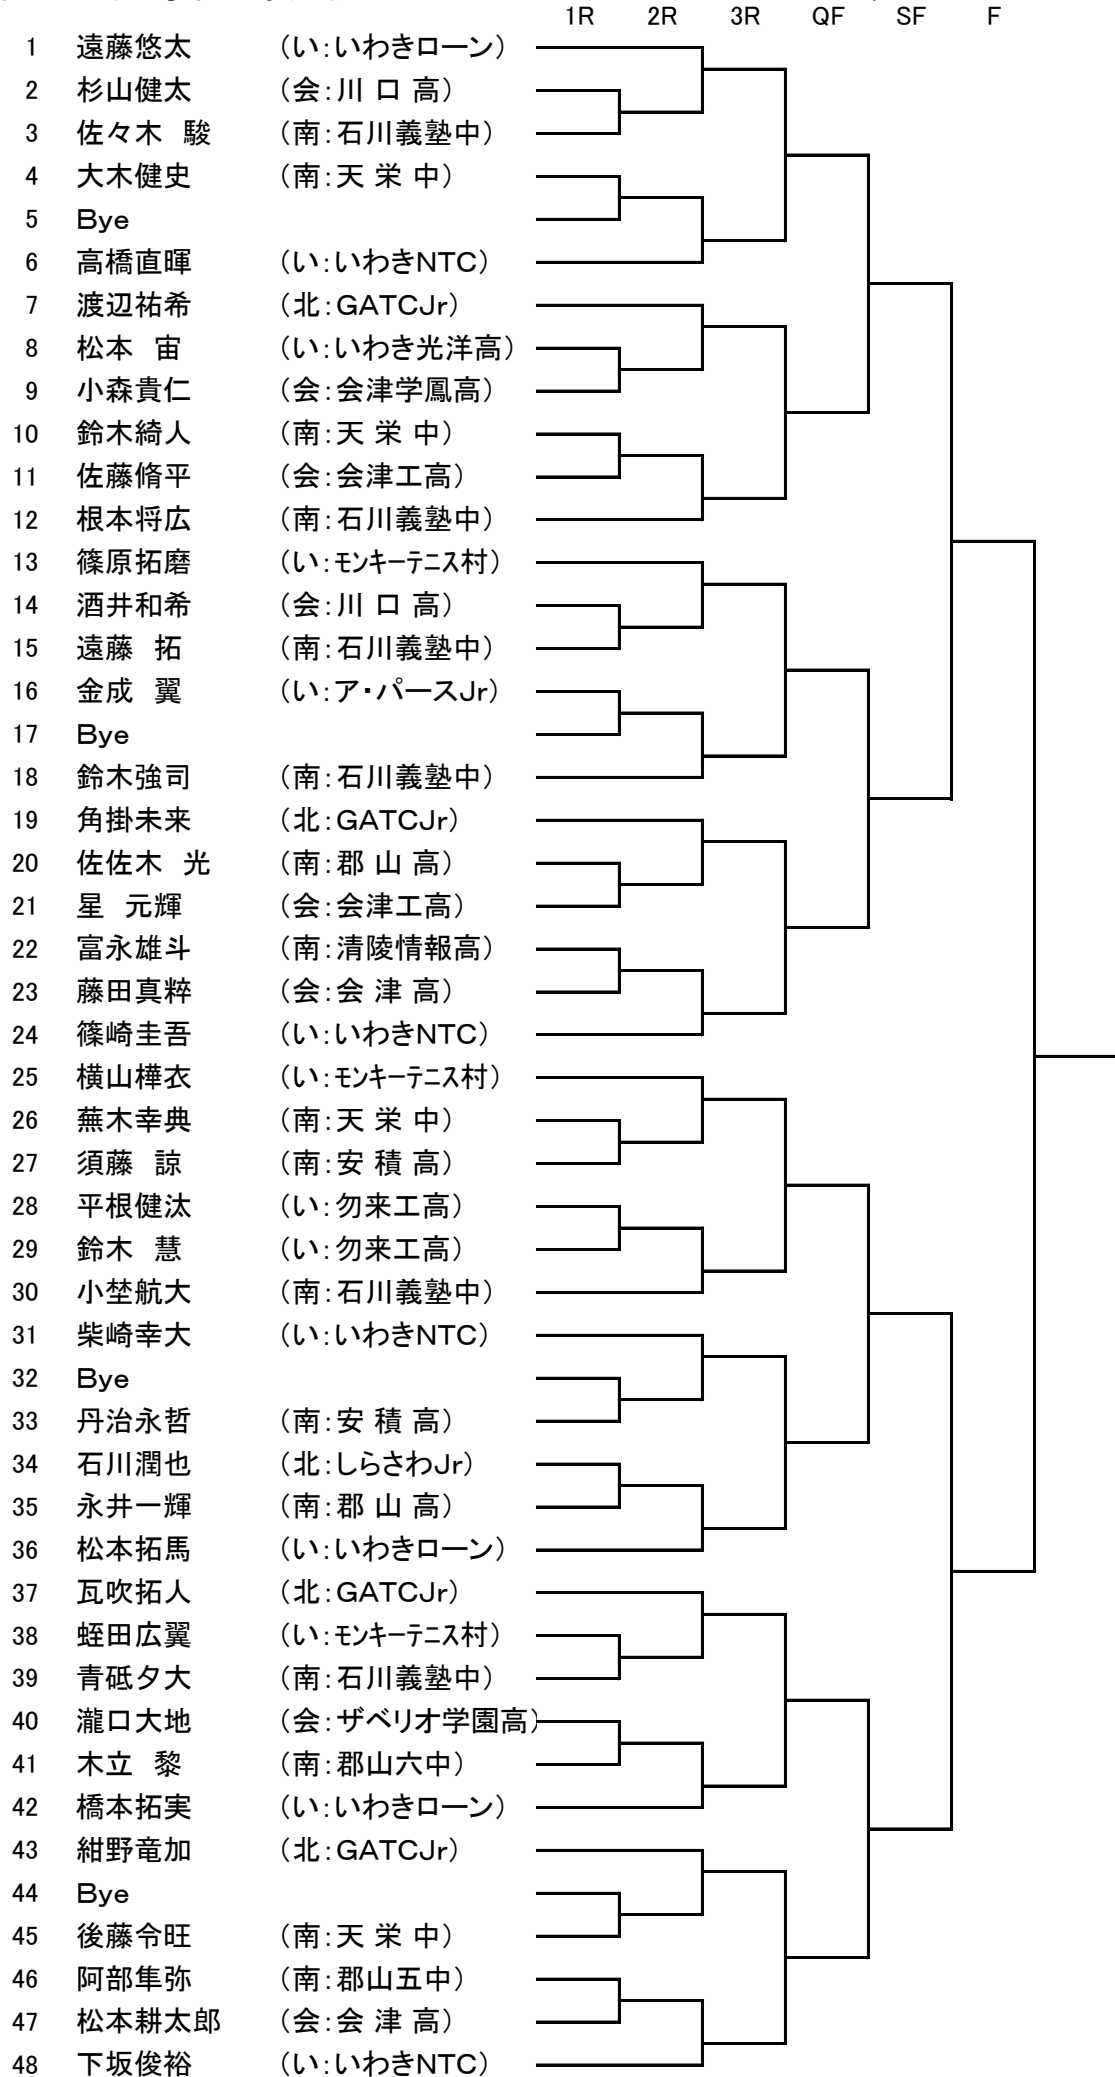 1R 2R 3R QF SF F
1 遠藤悠太 （い：いわきローン）
2 杉山健太 （会：川 口 高）
3 佐々木　駿 （南：石川義塾中）
4 大木健史 （南：天 栄 中）
5 Bye
6 高橋直暉 （い：いわきNTC）
7 渡辺祐希 （北：GATCJr）
8 松本　宙 （い：いわき光洋高）
9 小森貴仁 （会：会津学鳳高）
10 鈴木綺人 （南：天 栄 中）
11 佐藤脩平 （会：会津工高）
12 根本将広 （南：石川義塾中）
13 篠原拓磨 （い：ﾓﾝｷｰﾃﾆｽ村）
14 酒井和希 （会：川 口 高）
15 遠藤　拓 （南：石川義塾中）
16 金成　翼 （い：ア・パースJr）
17 Bye
18 鈴木強司 （南：石川義塾中）
19 角掛未来 （北：GATCJr）
20 佐佐木　光 （南：郡 山 高）
21 星　元輝 （会：会津工高）
22 富永雄斗 （南：清陵情報高）
23 藤田真粹 （会：会 津 高）
24 篠崎圭吾 （い：いわきNTC）
25 横山樺衣 （い：ﾓﾝｷｰﾃﾆｽ村）
26 蕪木幸典 （南：天 栄 中）
27 須藤　諒 （南：安 積 高）
28 平根健汰 （い：勿来工高）
29 鈴木　慧 （い：勿来工高）
30 小埜航大 （南：石川義塾中）
31 柴崎幸大 （い：いわきNTC）
32 Bye
33 丹治永哲 （南：安 積 高）
34 石川潤也 （北：しらさわJr）
35 永井一輝 （南：郡 山 高）
36 松本拓馬 （い：いわきローン）
37 瓦吹拓人 （北：GATCJr）
38 蛭田広翼 （い：ﾓﾝｷｰﾃﾆｽ村）
39 青砥夕大 （南：石川義塾中）
40 瀧口大地 （会：ザベリオ学園高）
41 木立　黎 （南：郡山六中）
42 橋本拓実 （い：いわきローン）
43 紺野竜加 （北：GATCJr）
44 Bye
45 後藤令旺 （南：天 栄 中）
46 阿部隼弥 （南：郡山五中）
47 松本耕太郎 （会：会 津 高）
48 下坂俊裕 （い：いわきNTC）